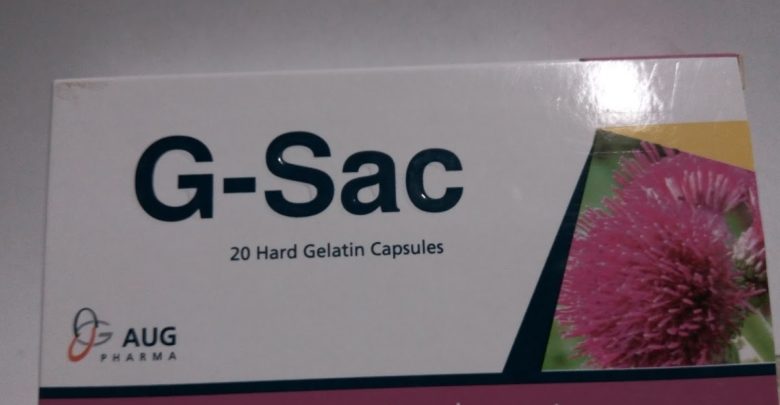 G-Sac
20 Hard Gelatin Capsules
AUG
PHARMA